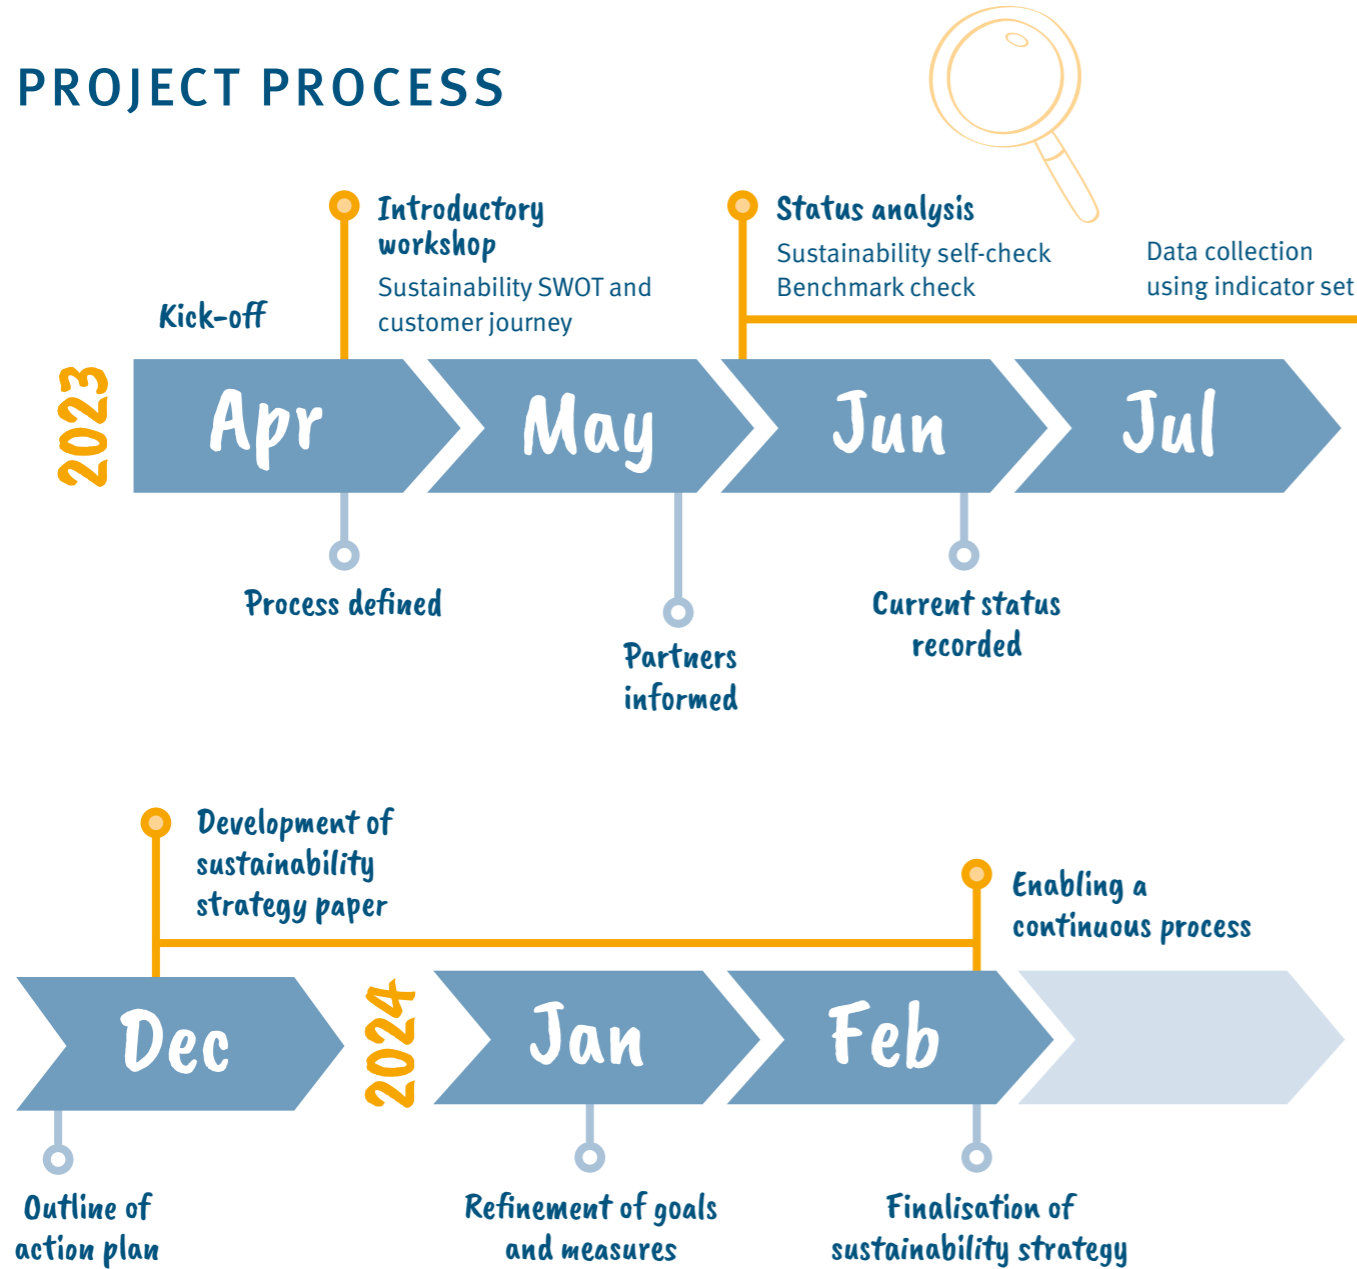 PROJECT PROCESS
Introductory
workshop
Sustainability SWOT and
customer journey
Status analysis
Sustainability self-check
Benchmark check
Data collection
using indicator set
Kick-off
2023
Apr
May
Jun
Jul
Process defined
Partners
informed
Current status
recorded
Development of
sustainability
strategy paper
Enabling a
continuous process
Dec
2024
Jan
Feb
Outline of
action plan
Refinement of goals
and measures
Finalisation of
sustainability strategy